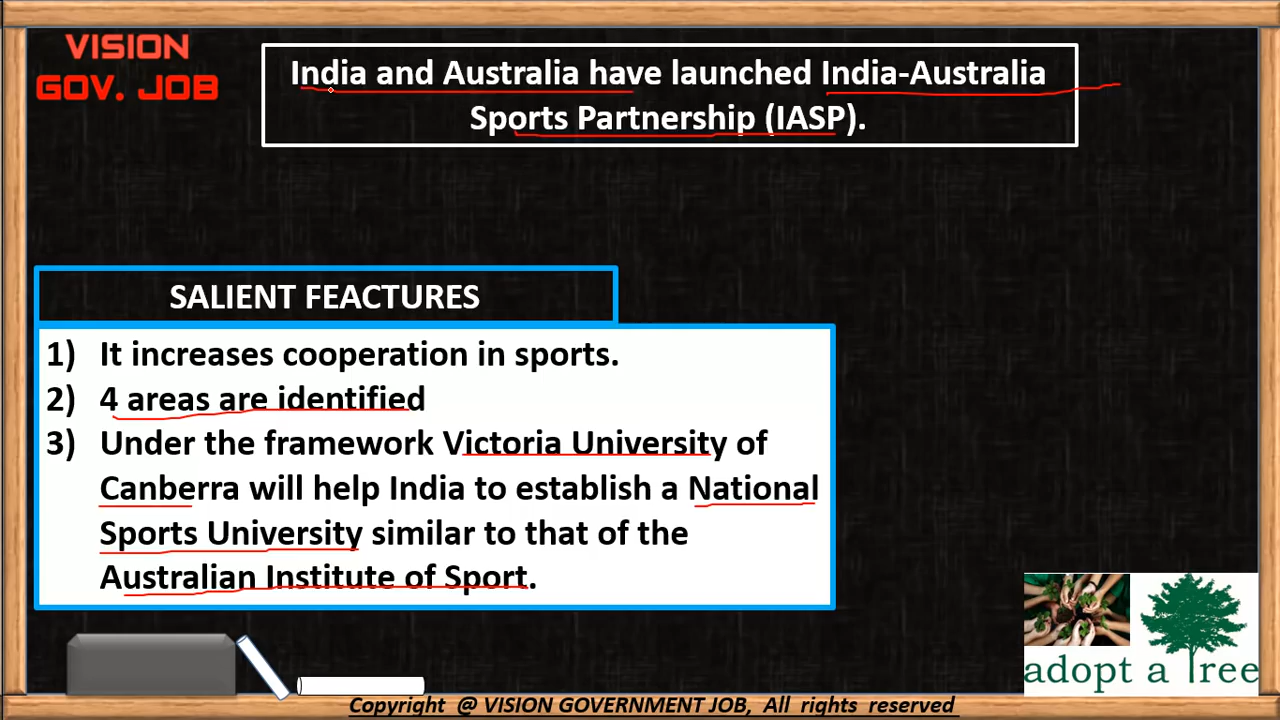 VISION
GOV. JOB
India and Australia have launched India-Australia
Sports Partnership (IASP).
SALIENT FEACTURES
1) It increases cooperation in sports.
2) 4 areas are identified
3) Under the framework Victoria University of
Canberra will help India to establish a National
Sports University similar to that of the
Australian Institute of Sport.
adopt a Tree
Copyright @ VISION GOVERNMENT JOB, All rights reserved